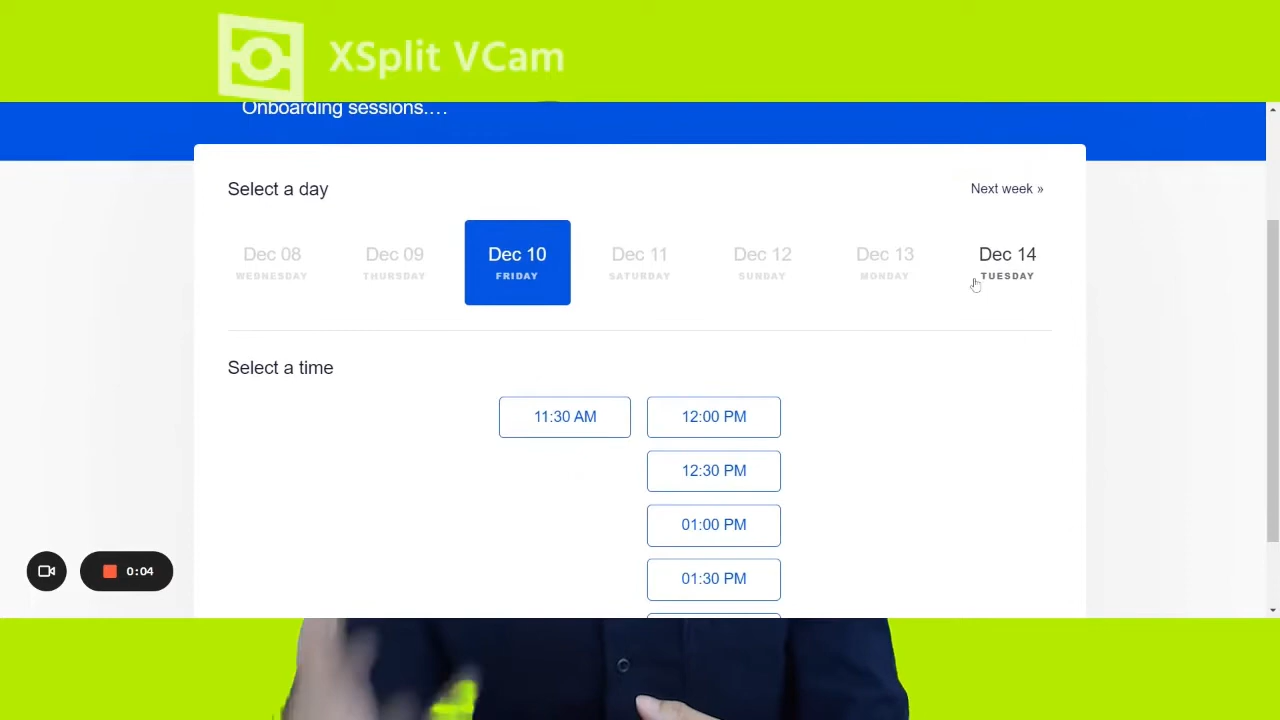 XSplit VCam
Onboarding sessions....
Select a day
Next week »
Dec 08
WEDNESDAY
Dec 09
THURSDAY
Dec 10
FRIDAY
Dec 11
SATURDAY
Dec 12
SUNDAY
Dec 13
MONDAY
Dec 14
TUESDAY
Select a time
11:30 AM
12:00 PM
12:30 PM
01:00 PM
01:30 PM
0:04